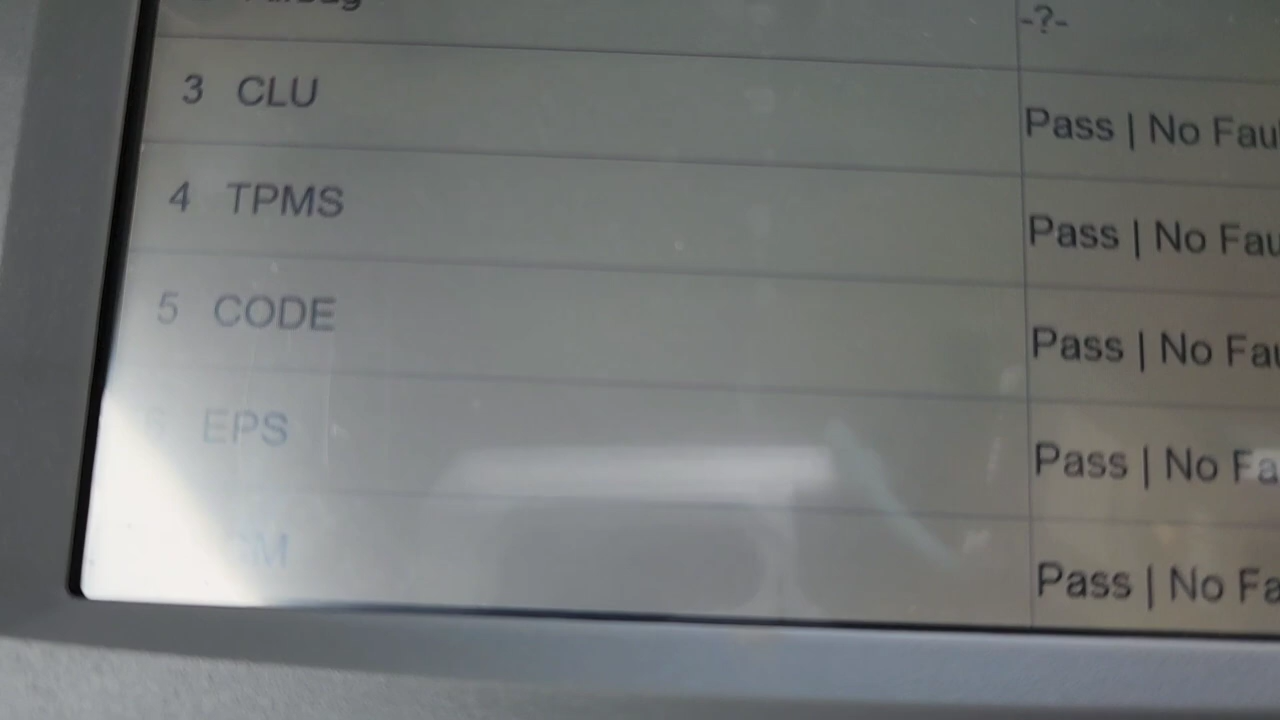 -?-
3 CLU Pass | No Fau
4 TPMS Pass | No Fau
5 CODE Pass | No Fau
EPS Pass | No Fa
Pass | No Fa